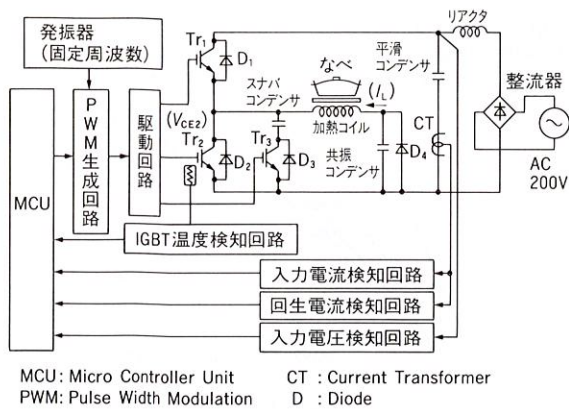 発振器
(固定周波数)
MCU
PWM生成回路
駆動回路
Tr1
D1
(VCE2)
Tr2
D2
スナバ
コンデンサ
Tr3
D3
なべ
(IL)
加熱コイル
共振
コンデンサ
D4
平滑
コンデンサ
CT
リアクタ
整流器
AC
200V
IGBT温度検知回路
入力電流検知回路
回生電流検知回路
入力電圧検知回路
MCU: Micro Controller Unit
CT : Current Transformer
PWM: Pulse Width Modulation
D : Diode